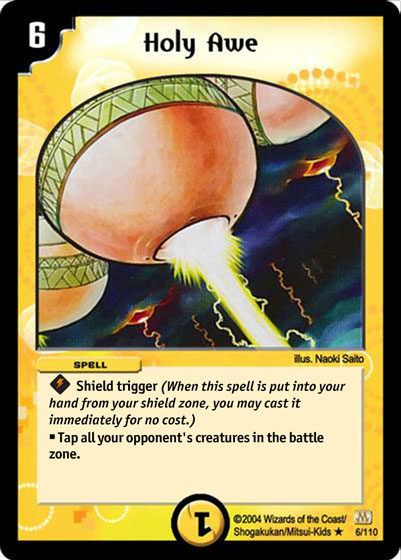 6
Holy Awe
illus. Naoki Saito
SPELL
Shield trigger (When this spell is put into your
hand from your shield zone, you may cast it
immediately for no cost.)
▪ Tap all your opponent's creatures in the battle
zone.
1
©2004 Wizards of the Coast/
Shogakukan/Mitsui-Kids ★ 6/110